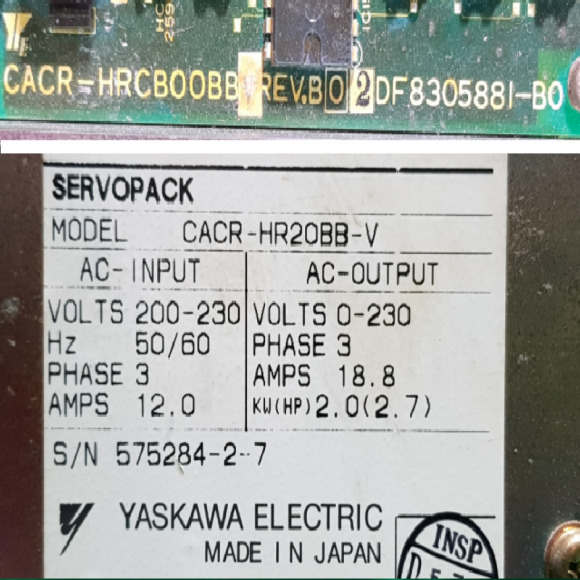 HC
259
CACR-HRCB00BB REV.B02 DF8305881-B0
SERVOPACK
MODEL CACR-HR20BB-V
AC-INPUT AC-OUTPUT
VOLTS 200-230 VOLTS 0-230
Hz 50/60 PHASE 3
PHASE 3 AMPS 18.8
AMPS 12.0 KW(HP) 2.0(2.7)
S/N 575284-2-7
YASKAWA ELECTRIC
MADE IN JAPAN
INSP